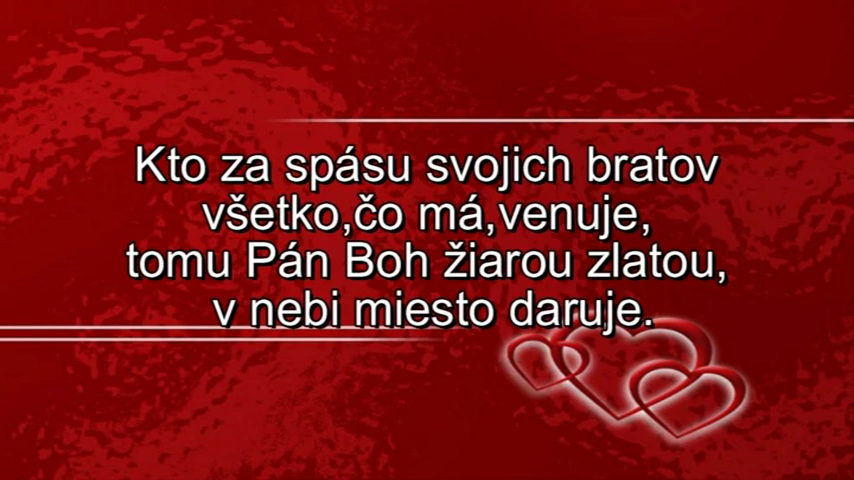 Kto za spásu svojich bratov
všetko,čo má,venuje,
tomu Pán Boh žiarou zlatou,
v nebi miesto daruje.